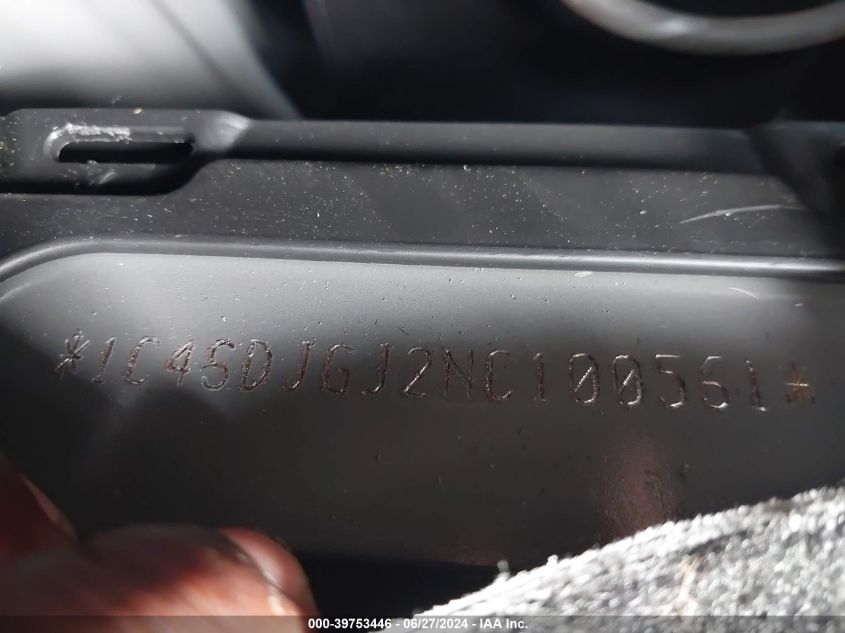 *1C4SDJGJ2NC100561*
000-39753446 - 06/27/2024 - IAA Inc.